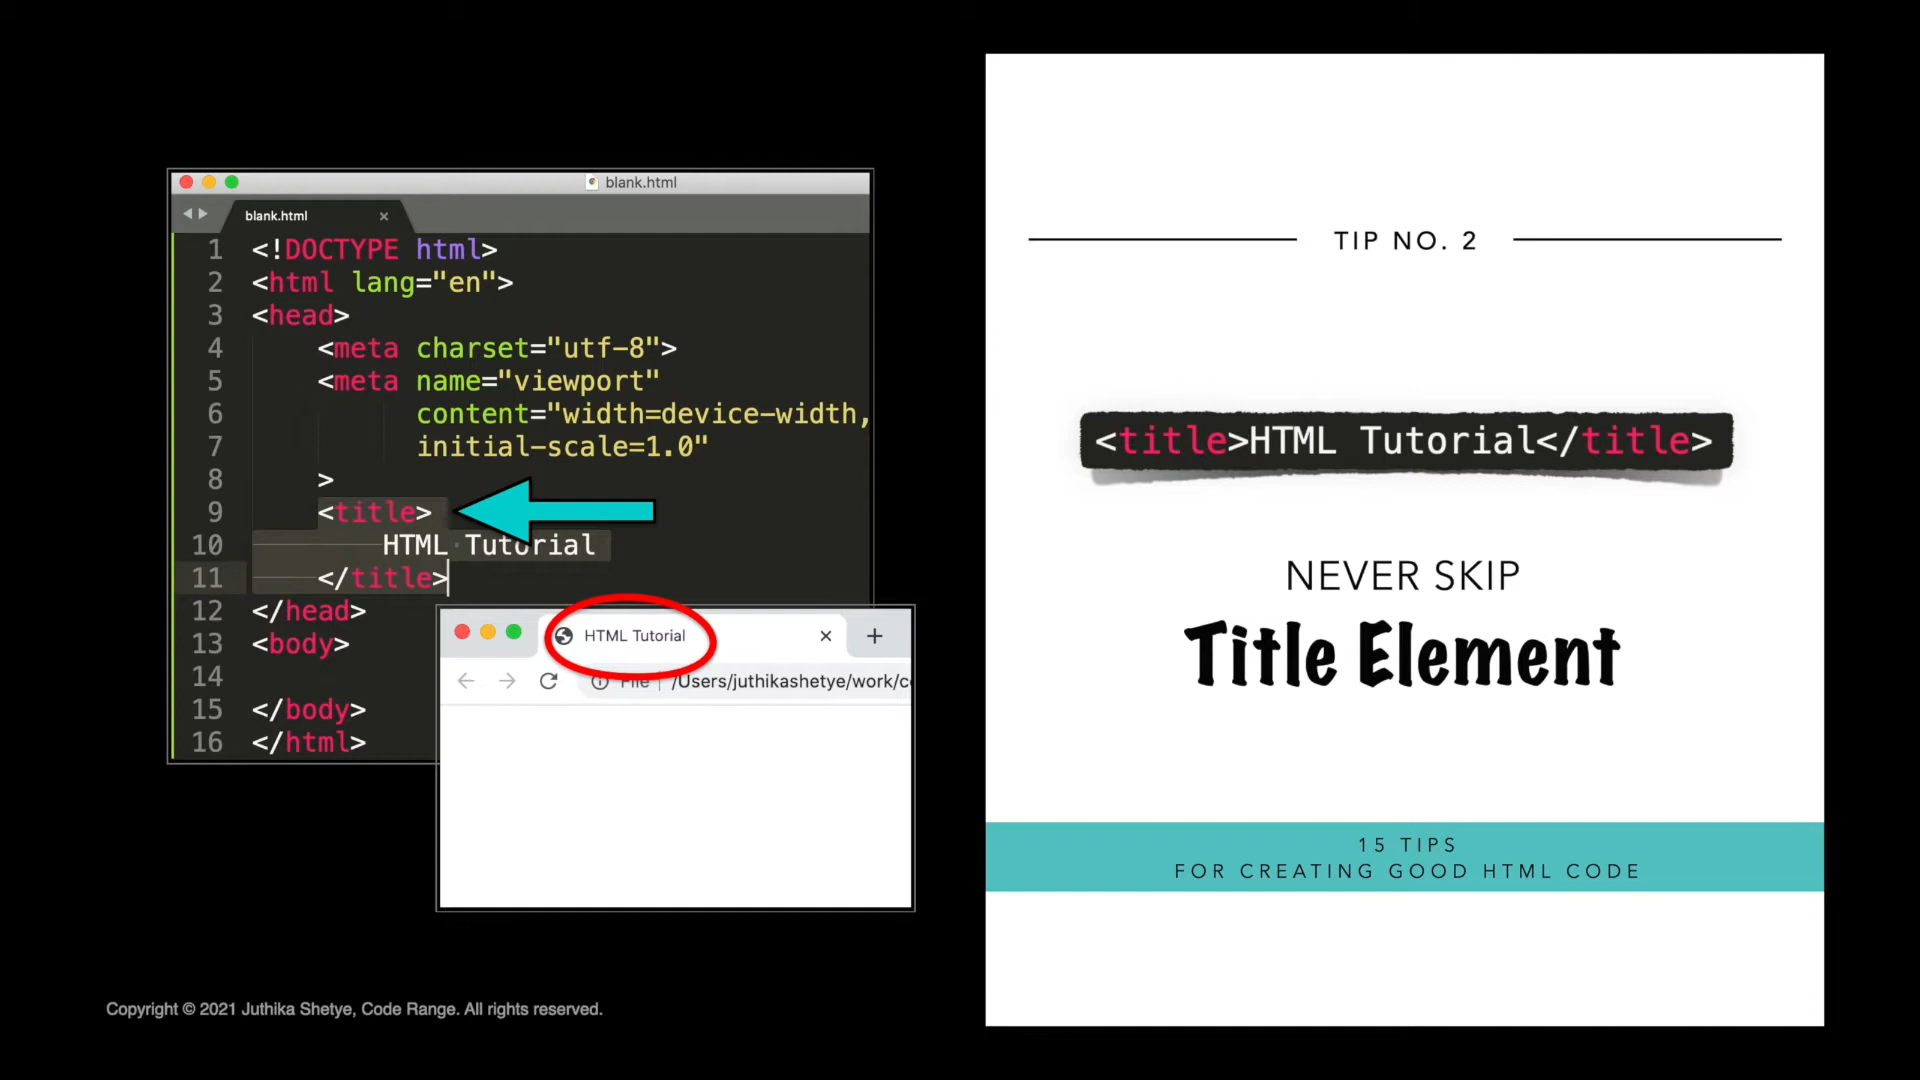 blank.html
blank.html
1 <!DOCTYPE html>
2 <html lang="en">
3 <head>
4 <meta charset="utf-8">
5 <meta name="viewport"
6 content="width=device-width,
7 initial-scale=1.0"
8 >
9 <title>
10 HTML Tutorial
11 </title>
12 </head>
13 <body>
14
15 </body>
16 </html>
HTML Tutorial
File | /Users/juthikashetye/work/c
TIP NO. 2
<title>HTML Tutorial</title>
NEVER SKIP
Title Element
15 TIPS
FOR CREATING GOOD HTML CODE
Copyright © 2021 Juthika Shetye, Code Range. All rights reserved.